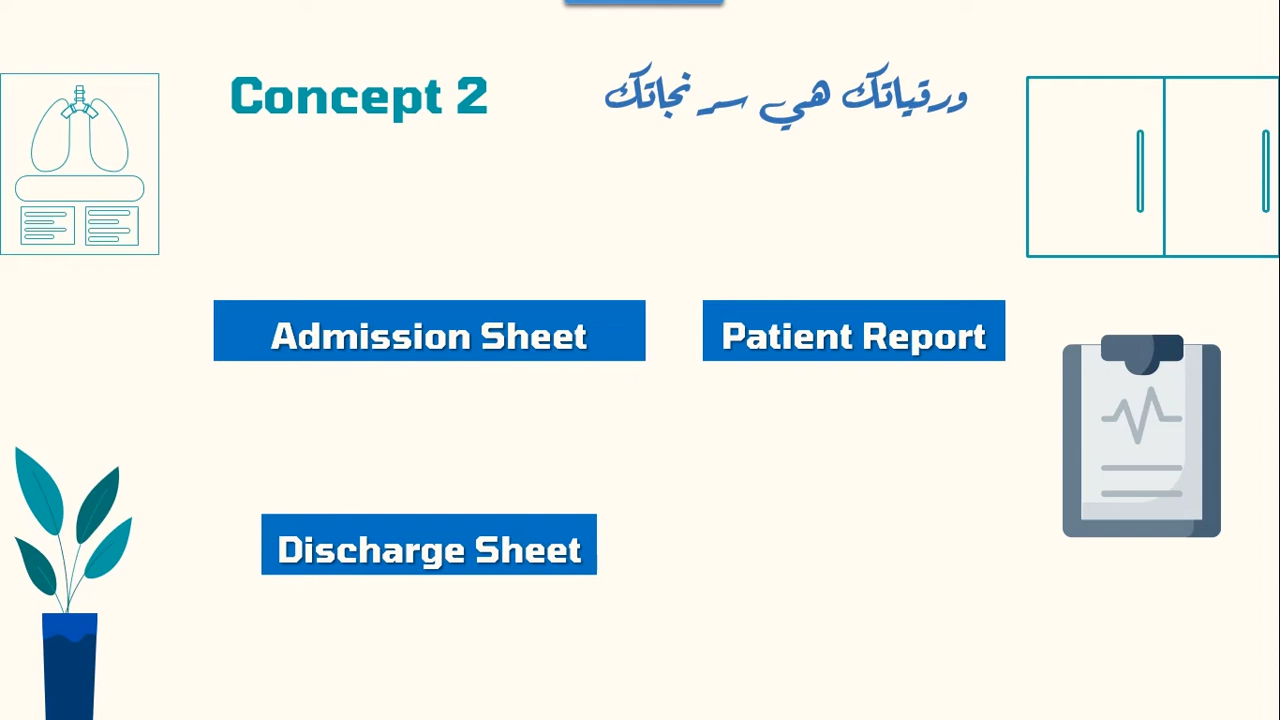 Concept 2 ورقياتك هي سر نجاتك
Admission Sheet
Patient Report
Discharge Sheet